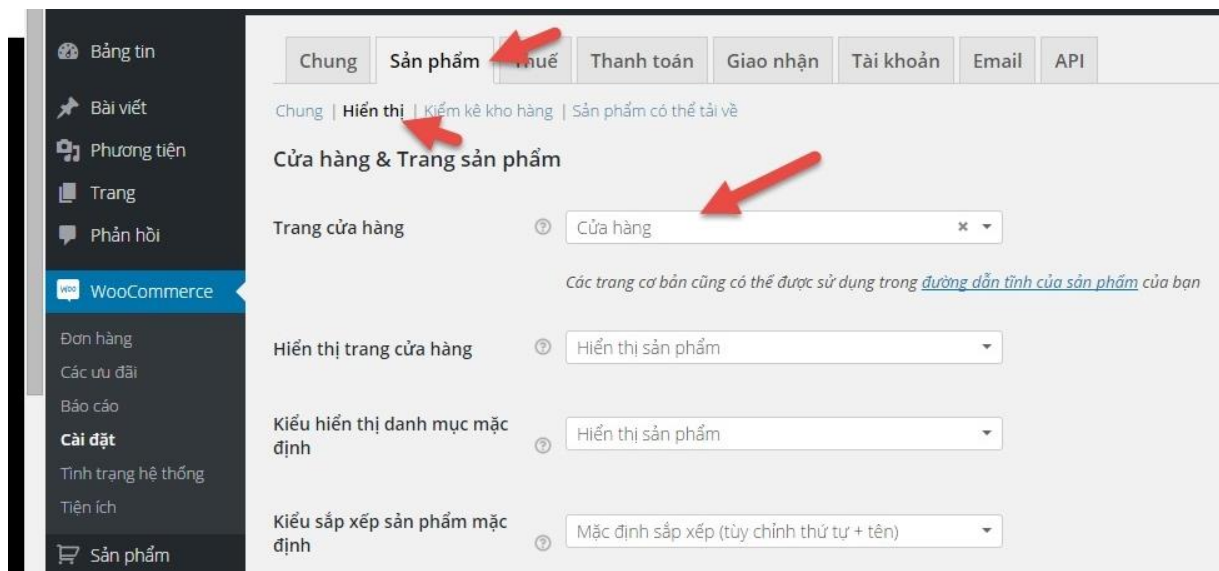 Bảng tin
Bài viết
Phương tiện
Trang
Phản hồi
WOO WooCommerce
Đơn hàng
Các ưu đãi
Báo cáo
Cài đặt
Tình trạng hệ thống
Tiện ích
Sản phẩm
Chung Sản phẩm Thuế Thanh toán Giao nhận Tài khoản Email API
Chung | Hiển thị | Kiểm kê kho hàng | Sản phẩm có thể tải về
Cửa hàng & Trang sản phẩm
Trang cửa hàng ? Cửa hàng
Các trang cơ bản cũng có thể được sử dụng trong đường dẫn tĩnh của sản phẩm của bạn
Hiển thị trang cửa hàng ? Hiển thị sản phẩm
Kiểu hiển thị danh mục mặc
định ? Hiển thị sản phẩm
Kiểu sắp xếp sản phẩm mặc
định ? Mặc định sắp xếp (tùy chỉnh thứ tự + tên)